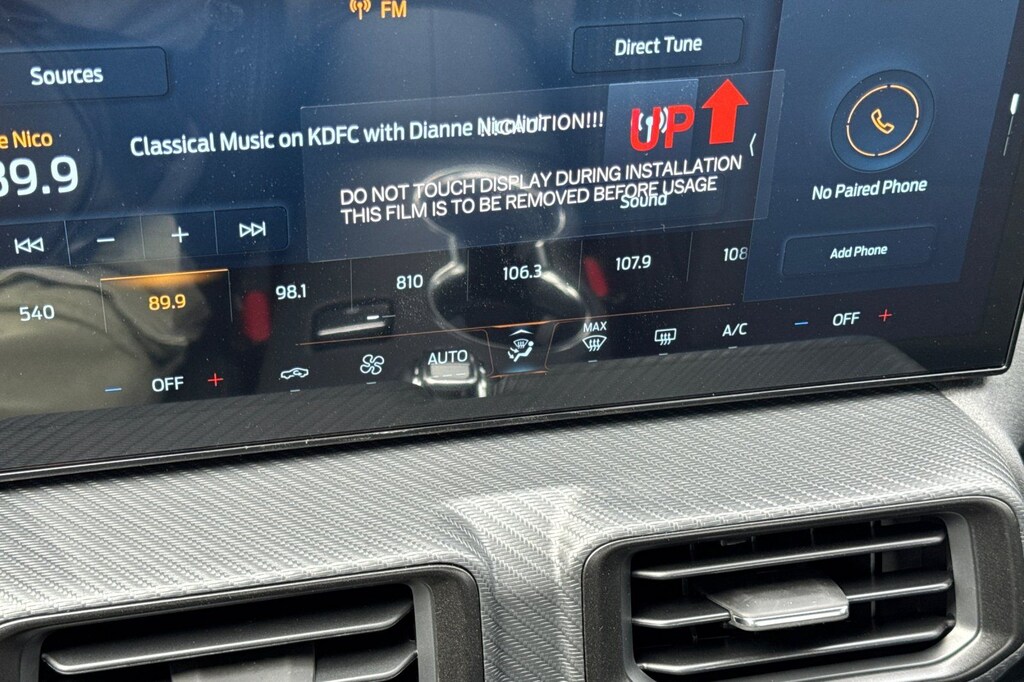 FM
Direct Tune
Sources
e Nico
89.9
Classical Music on KDFC with Dianne Nicolini
CAUTION!!!
UP
DO NOT TOUCH DISPLAY DURING INSTALLATION
THIS FILM IS TO BE REMOVED BEFORE USAGE
Sound
No Paired Phone
Add Phone
540
89.9
98.1
810
106.3
107.9
108
OFF
AUTO
MAX
A/C
OFF